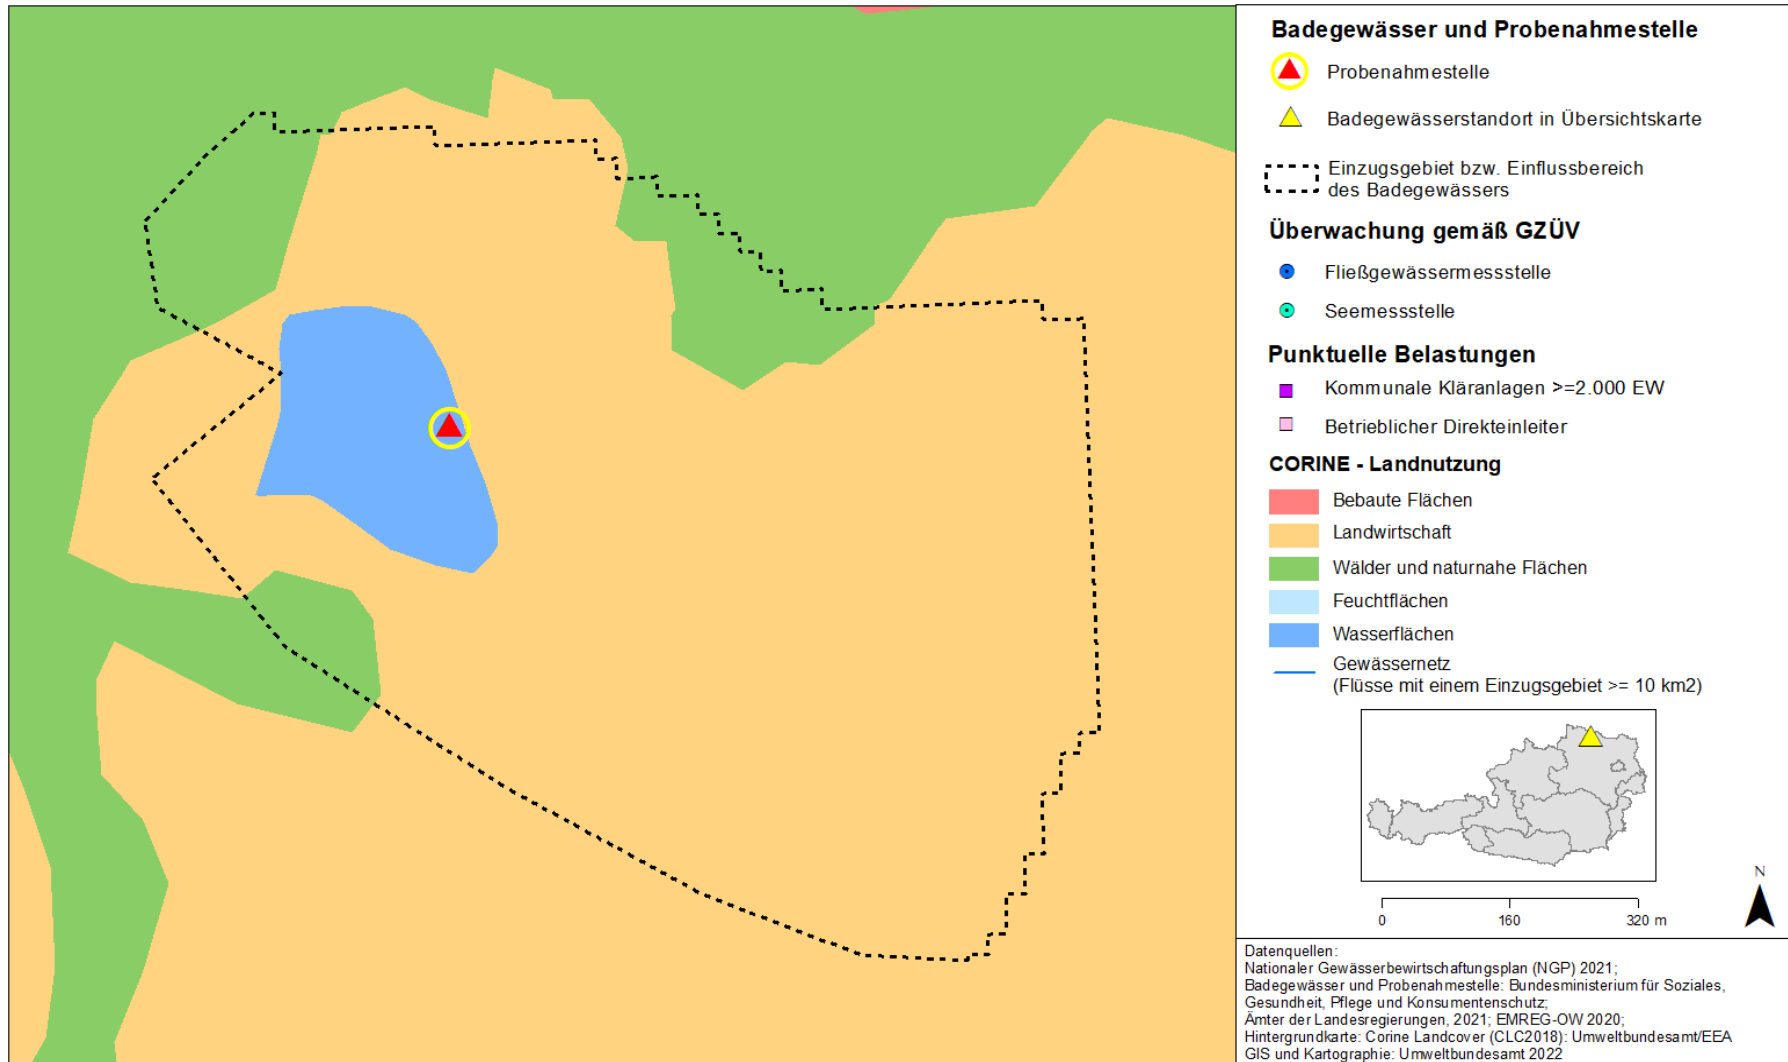 Badegewässer und Probenahmestelle
Probenahmestelle
Badegewässerstandort in Übersichtskarte
Einzugsgebiet bzw. Einflussbereich
des Badegewässers
Überwachung gemäß GZÜV
Fließgewässermessstelle
Seemessstelle
Punktuelle Belastungen
Kommunale Kläranlagen >=2.000 EW
Betrieblicher Direkteinleiter
CORINE - Landnutzung
Bebaute Flächen
Landwirtschaft
Wälder und naturnahe Flächen
Feuchtflächen
Wasserflächen
Gewässernetz
(Flüsse mit einem Einzugsgebiet >= 10 km2)
N
0 160 320 m
Datenquellen:
Nationaler Gewässerbewirtschaftungsplan (NGP) 2021;
Badegewässer und Probenahmestelle: Bundesministerium für Soziales,
Gesundheit, Pflege und Konsumentenschutz;
Ämter der Landesregierungen, 2021; EMREG-OW 2020;
Hintergrundkarte: Corine Landcover (CLC2018): Umweltbundesamt/EEA
GIS und Kartographie: Umweltbundesamt 2022